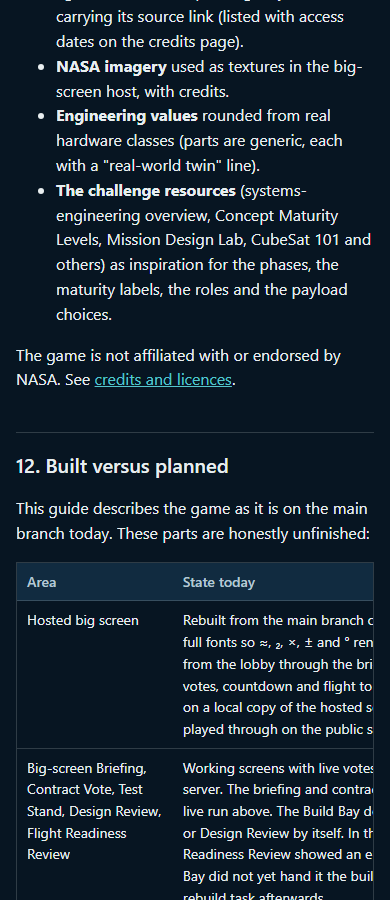 carrying its source link (listed with access
dates on the credits page).
• NASA imagery used as textures in the big-
screen host, with credits.
• Engineering values rounded from real
hardware classes (parts are generic, each
with a "real-world twin" line).
• The challenge resources (systems-
engineering overview, Concept Maturity
Levels, Mission Design Lab, CubeSat 101 and
others) as inspiration for the phases, the
maturity labels, the roles and the payload
choices.
The game is not affiliated with or endorsed by
NASA. See credits and licences.
12. Built versus planned
This guide describes the game as it is on the main
branch today. These parts are honestly unfinished:
Area
State today
Hosted big screen
Rebuilt from the main branch
full fonts so ≈, ₂, ×, ± and °
from the lobby through the
votes, countdown and flight to
on a local copy of the hosted
played through on the public
Big-screen Briefing,
Contract Vote, Test
Stand, Design Review,
Flight Readiness
Review
Working screens with live votes
server. The briefing and
live run above. The Build Bay
or Design Review by itself. In
Readiness Review showed an
Bay did not yet hand it the
rebuild task afterwards